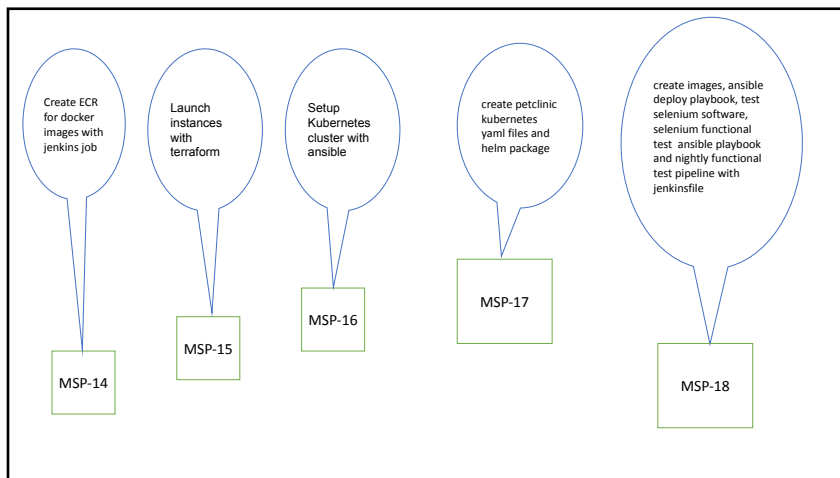 Create ECR
for docker
images with
jenkins job
MSP-14
Launch
instances
with
terraform
MSP-15
Setup
Kubernetes
cluster with
ansible
MSP-16
create petclinic
kubernetes
yaml files and
helm package
MSP-17
create images, ansible
deploy playbook, test
selenium software,
selenium functional
test ansible playbook
and nightly functional
test pipeline with
jenkinsfile
MSP-18